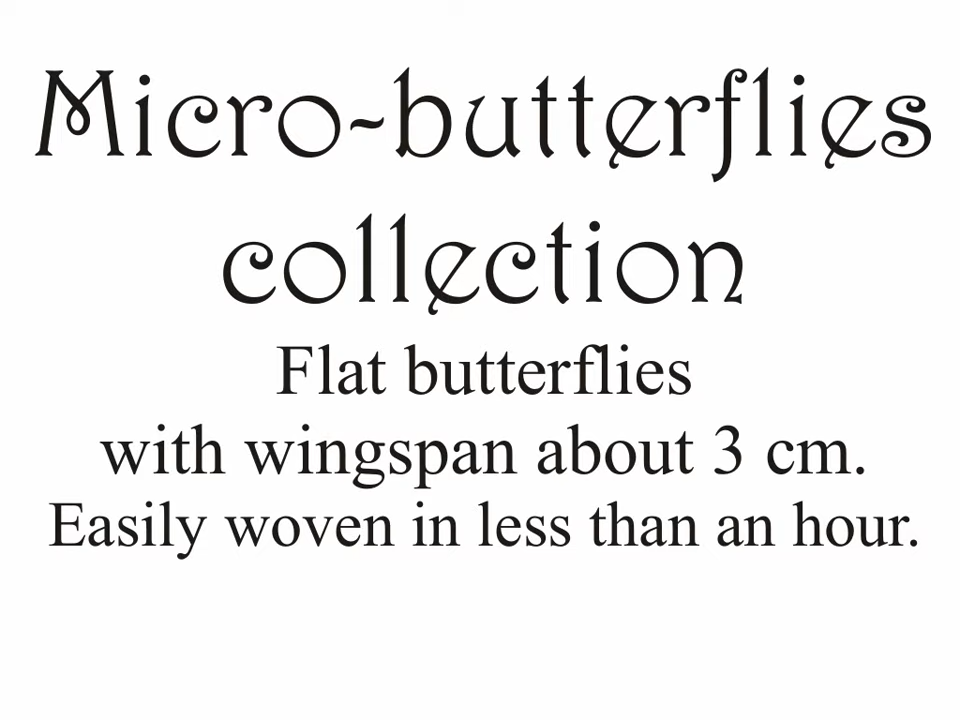 Micro-butterflies
collection
Flat butterflies
with wingspan about 3 cm.
Easily woven in less than an hour.